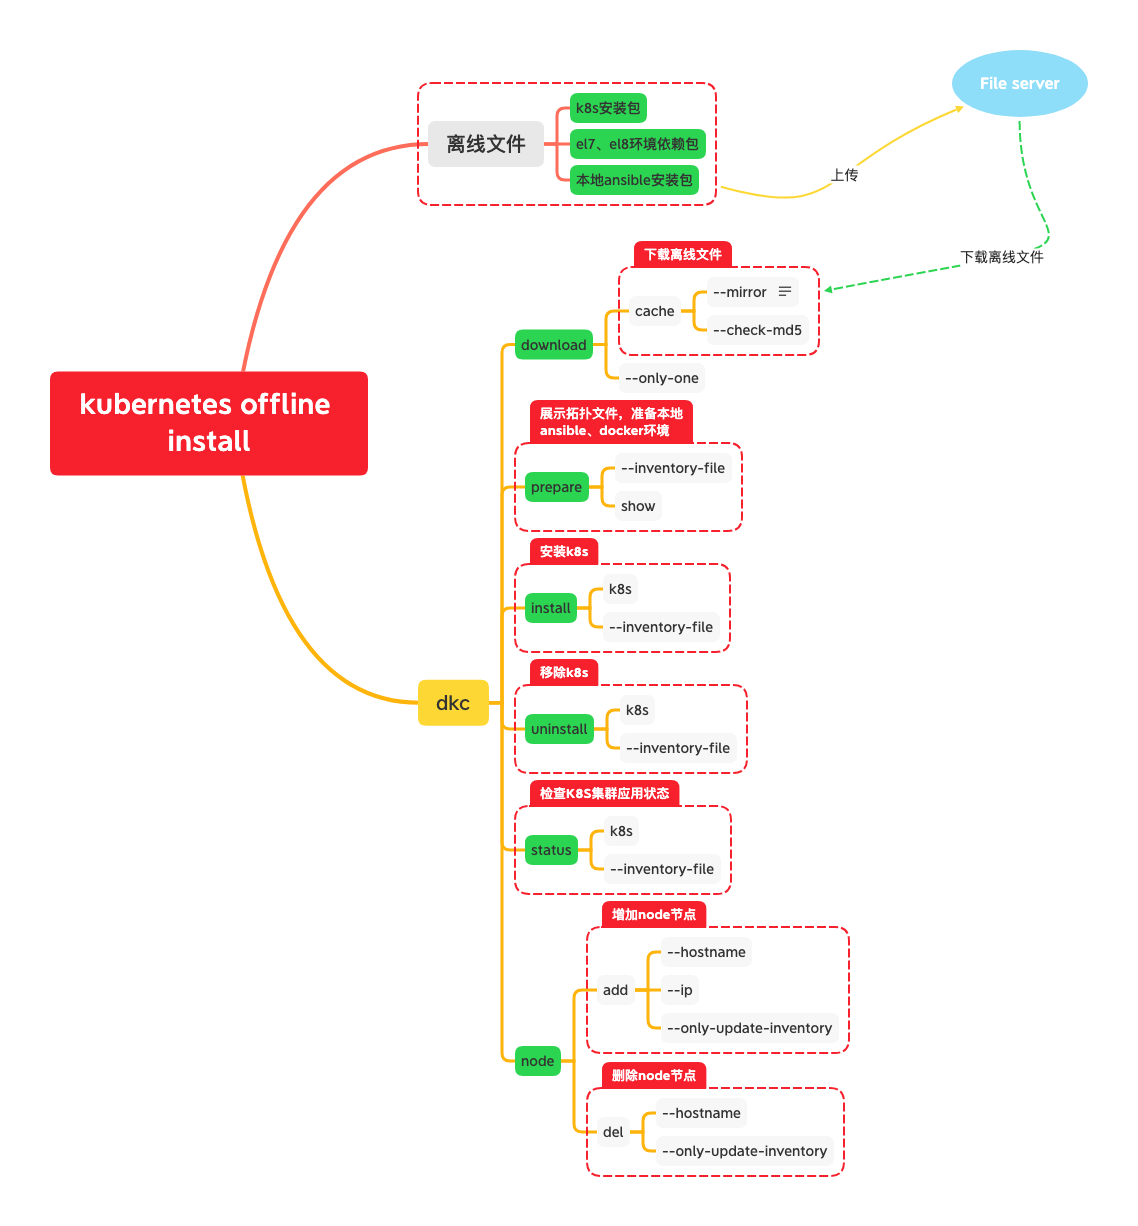 File server
k8s安装包
离线文件
el7、el8环境依赖包
本地ansible安装包
上传
下载离线文件
下载离线文件
--mirror
cache
--check-md5
download
--only-one
kubernetes offline
install
展示拓扑文件，准备本地
ansible、docker环境
--inventory-file
prepare
show
安装k8s
k8s
install
--inventory-file
移除k8s
dkc
k8s
uninstall
--inventory-file
检查K8S集群应用状态
k8s
status
--inventory-file
增加node节点
--hostname
add
--ip
--only-update-inventory
node
删除node节点
--hostname
del
--only-update-inventory